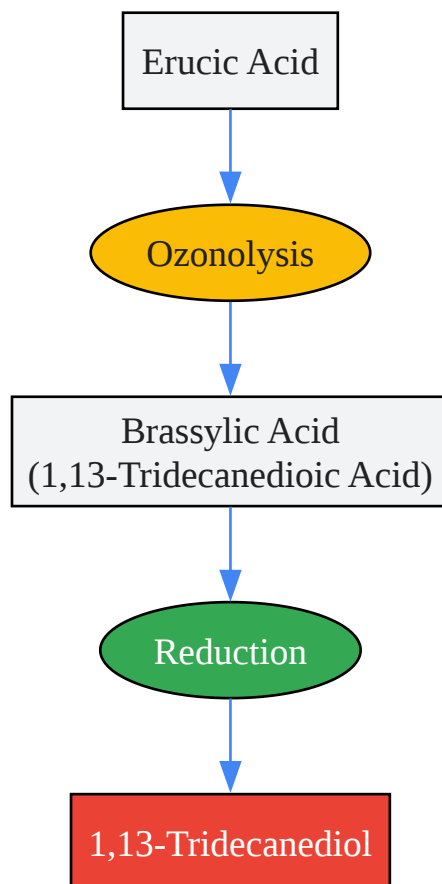 Erucic Acid
Ozonolysis
Brassylic Acid
(1,13-Tridecanedioic Acid)
Reduction
1,13-Tridecanediol